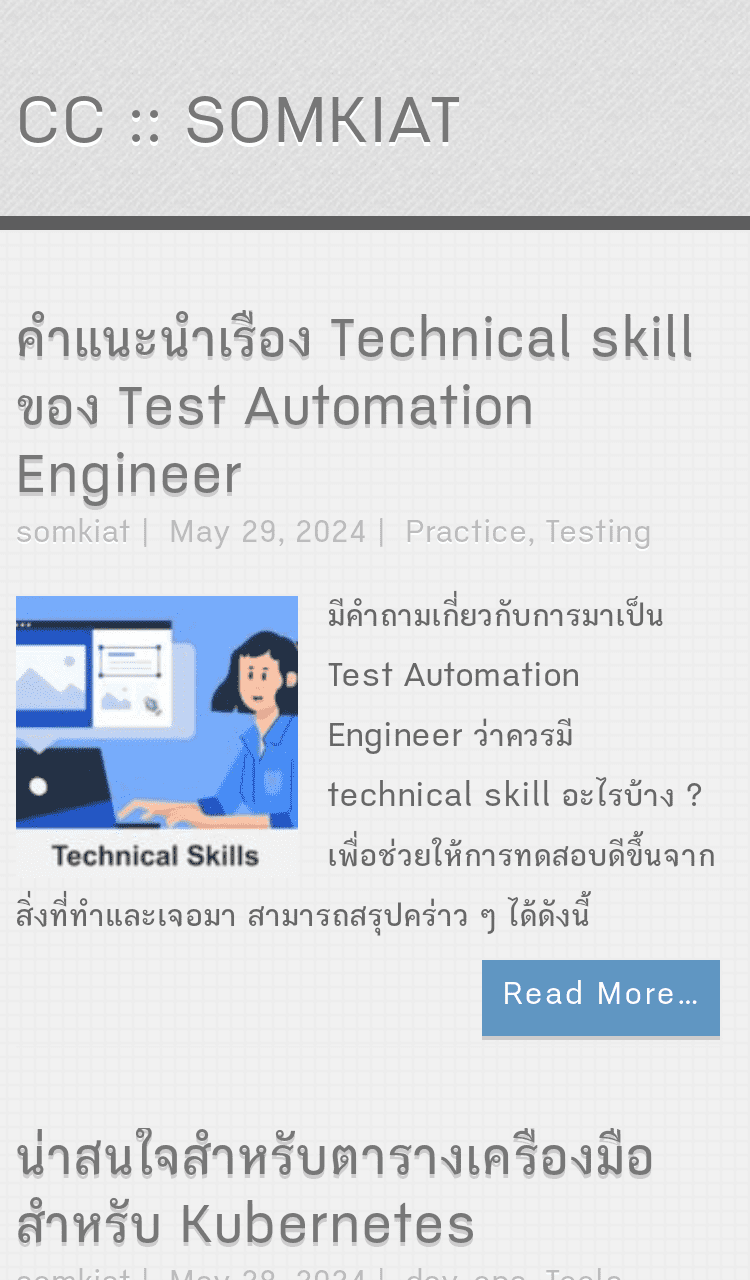 CC :: SOMKIAT
คำแนะนำเรื่อง Technical skill
ของ Test Automation
Engineer
somkiat | May 29, 2024 | Practice, Testing
มีคำถามเกี่ยวกับการมาเป็น
Test Automation
Engineer ว่าควรมี
technical skill อะไรบ้าง ?
เพื่อช่วยให้การทดสอบดีขึ้นจาก
Technical Skills
สิ่งที่ทำและเจอมา สามารถสรุปคร่าว ๆ ได้ดังนี้
Read More…
น่าสนใจสำหรับตารางเครื่องมือ
สำหรับ Kubernetes
somkiat | May 28, 2024 | dev-ops, Tools